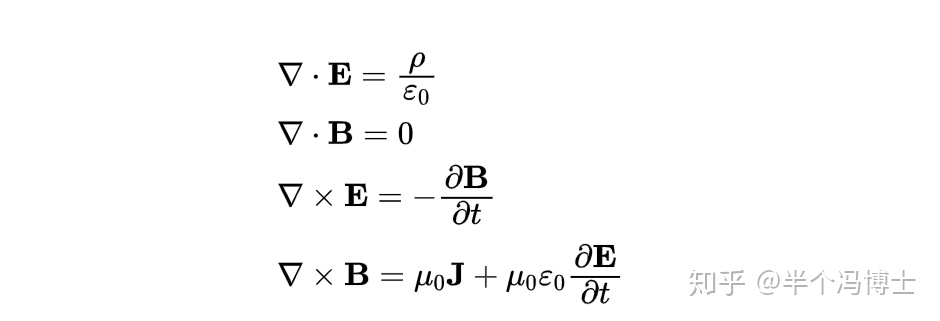 ∇ · 𝐄 = ρ/ε₀
∇ · 𝐁 = 0
∇ × 𝐄 = −∂𝐁/∂t
∇ × 𝐁 = μ₀𝐉 + μ₀ε₀ ∂𝐄/∂t
知乎 @半个冯博士